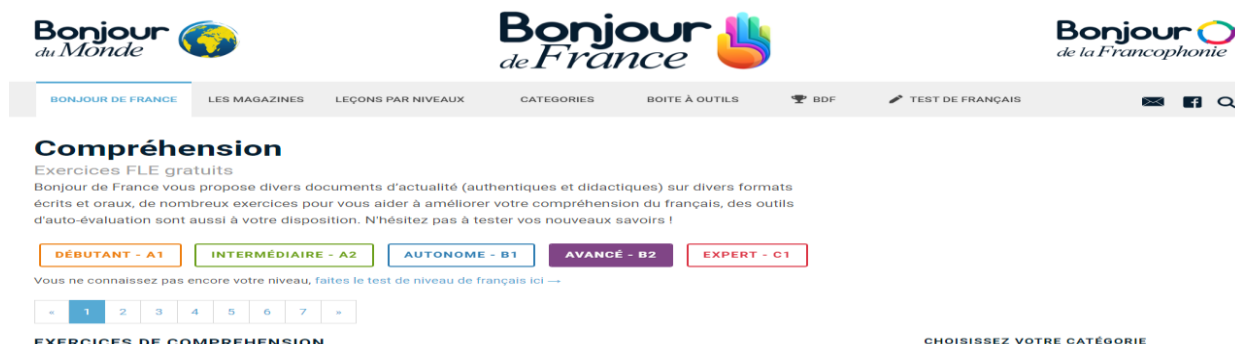 Bonjour
du Monde
Bonjour
de France
Bonjour
de la Francophonie
BONJOUR DE FRANCE LES MAGAZINES LEÇONS PAR NIVEAUX CATEGORIES BOITE À OUTILS BDF TEST DE FRANÇAIS
Compréhension
Exercices FLE gratuits
Bonjour de France vous propose divers documents d'actualité (authentiques et didactiques) sur divers formats
écrits et oraux, de nombreux exercices pour vous aider à améliorer votre compréhension du français, des outils
d'auto-évaluation sont aussi à votre disposition. N'hésitez pas à tester vos nouveaux savoirs !
DÉBUTANT - A1 INTERMÉDIAIRE - A2 AUTONOME - B1 AVANCÉ - B2 EXPERT - C1
Vous ne connaissez pas encore votre niveau, faites le test de niveau de français ici →
« 1 2 3 4 5 6 7 »
EXERCICES DE COMPREHENSION CHOISISSEZ VOTRE CATÉGORIE